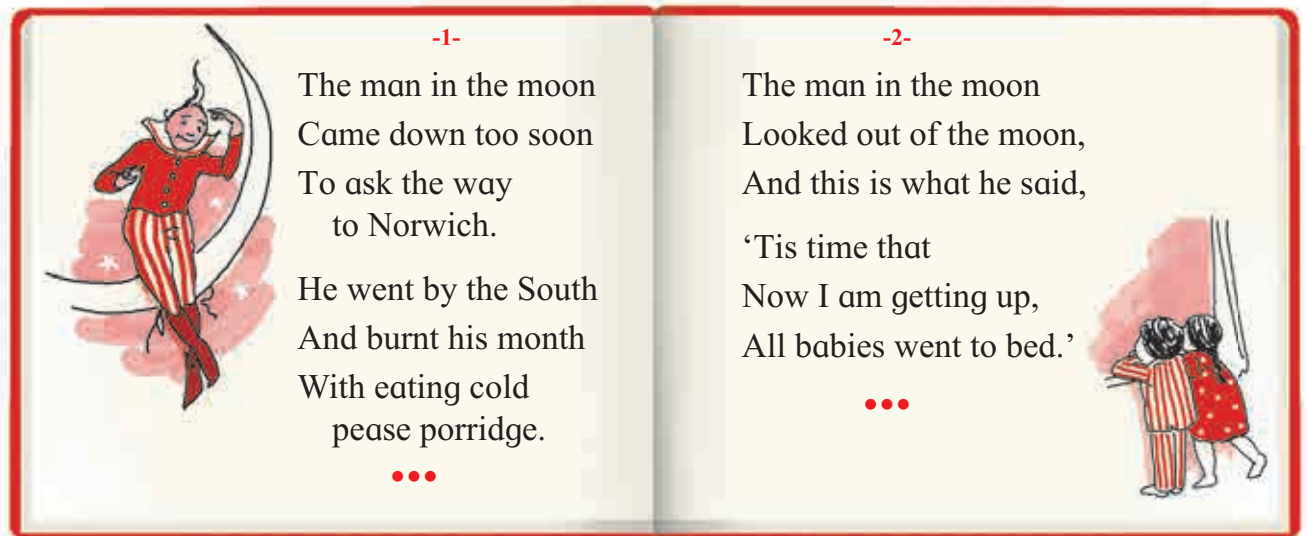 -1-
The man in the moon
Came down too soon
To ask the way
to Norwich.
He went by the South
And burnt his month
With eating cold
pease porridge.
-2-
The man in the moon
Looked out of the moon,
And this is what he said,
‘Tis time that
Now I am getting up,
All babies went to bed.’